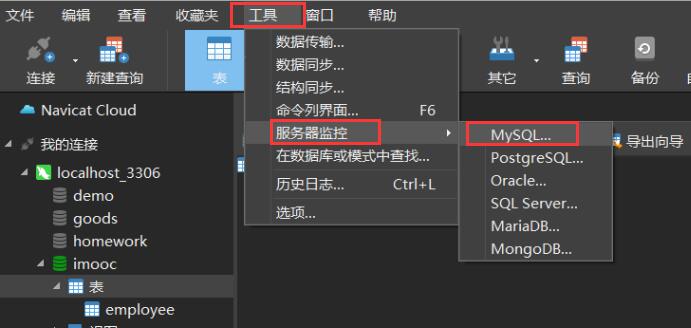 文件 编辑 查看 收藏夹 工具 窗口 帮助
连接 新建查询 表 其它 查询 备份
数据传输...
数据同步...
结构同步...
命令列界面... F6
服务器监控
在数据库或模式中查找...
历史日志... Ctrl+L
选项...
MySQL...
PostgreSQL...
Oracle...
SQL Server...
MariaDB...
MongoDB...
导出向导
Navicat Cloud
我的连接
localhost_3306
demo
goods
homework
imooc
表
employee